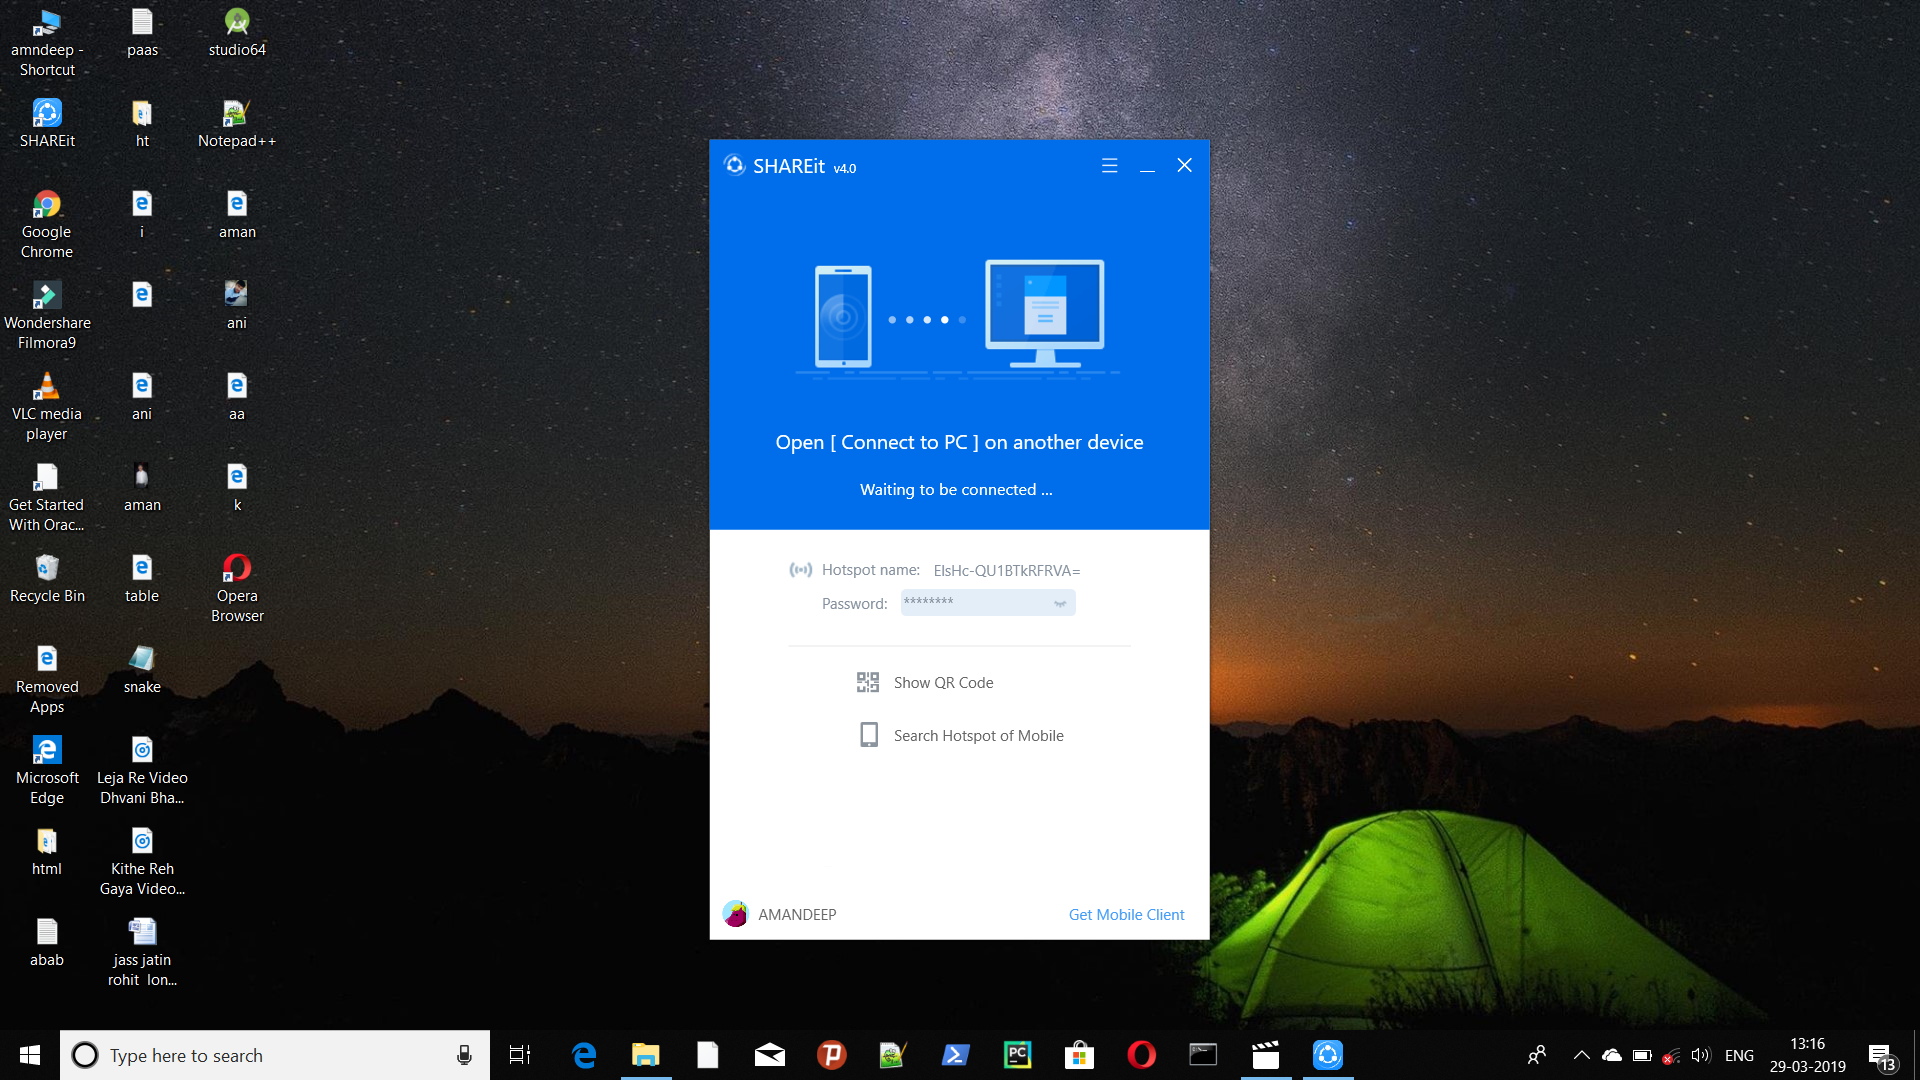 amndeep -
Shortcut
paas
studio64
SHAREit
ht
Notepad++
Google
Chrome
i
aman
Wondershare
Filmora9
ani
VLC media
player
ani
aa
Get Started
With Orac...
aman
k
Recycle Bin
table
Opera
Browser
Removed
Apps
snake
Microsoft
Edge
Leja Re Video
Dhvani Bha...
html
Kithe Reh
Gaya Video...
abab
jass jatin
rohit lon...
SHAREit v4.0
Open [ Connect to PC ] on another device
Waiting to be connected ...
Hotspot name: EIsHc-QU1BTkRFRVA=
Password: ********
Show QR Code
Search Hotspot of Mobile
AMANDEEP
Get Mobile Client
Type here to search
PC
ENG
13:16
29-03-2019
13